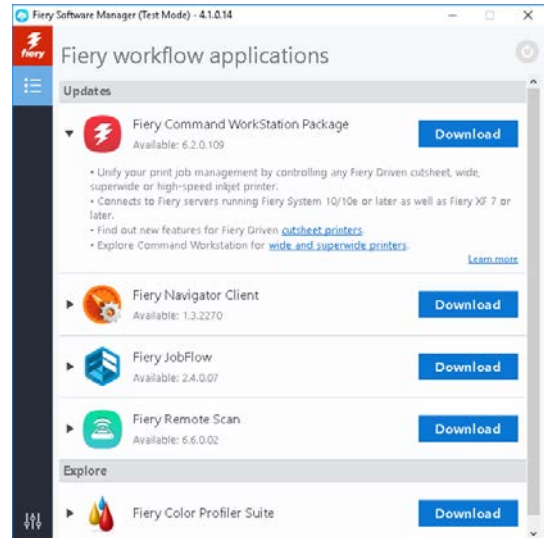 Fiery Software Manager (Test Mode) - 4.1.0.14
fiery
Fiery workflow applications
Updates
Fiery Command WorkStation Package
Available: 6.2.0.109
Download
• Unify your print job management by controlling any Fiery Driven cutsheet, wide,
superwide or high-speed inkjet printer.
• Connects to Fiery servers running Fiery System 10/10e or later as well as Fiery XF 7 or
later.
• Find out new features for Fiery Driven cutsheet printers.
• Explore Command Workstation for wide and superwide printers.
Learn more
Fiery Navigator Client
Available: 1.3.2270
Download
Fiery JobFlow
Available: 2.4.0.07
Download
Fiery Remote Scan
Available: 6.6.0.02
Download
Explore
Fiery Color Profiler Suite
Download